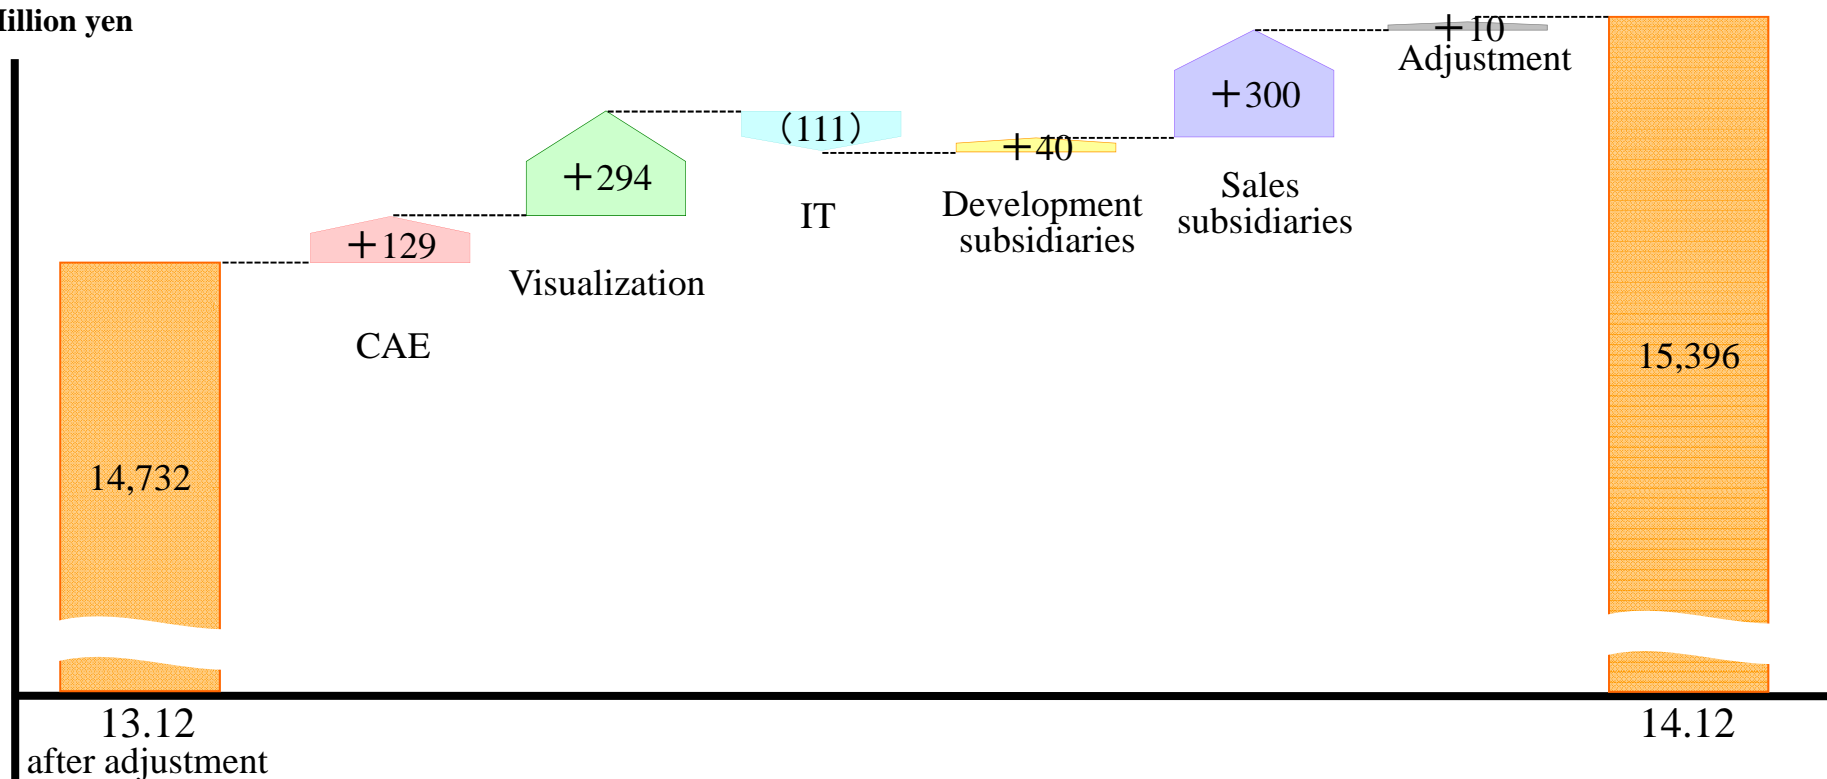 Million yen
+10
Adjustment
+300
(111)
+40
+294
Sales
subsidiaries
Development
subsidiaries
IT
+129
Visualization
CAE
15,396
14,732
13.12
after adjustment
14.12